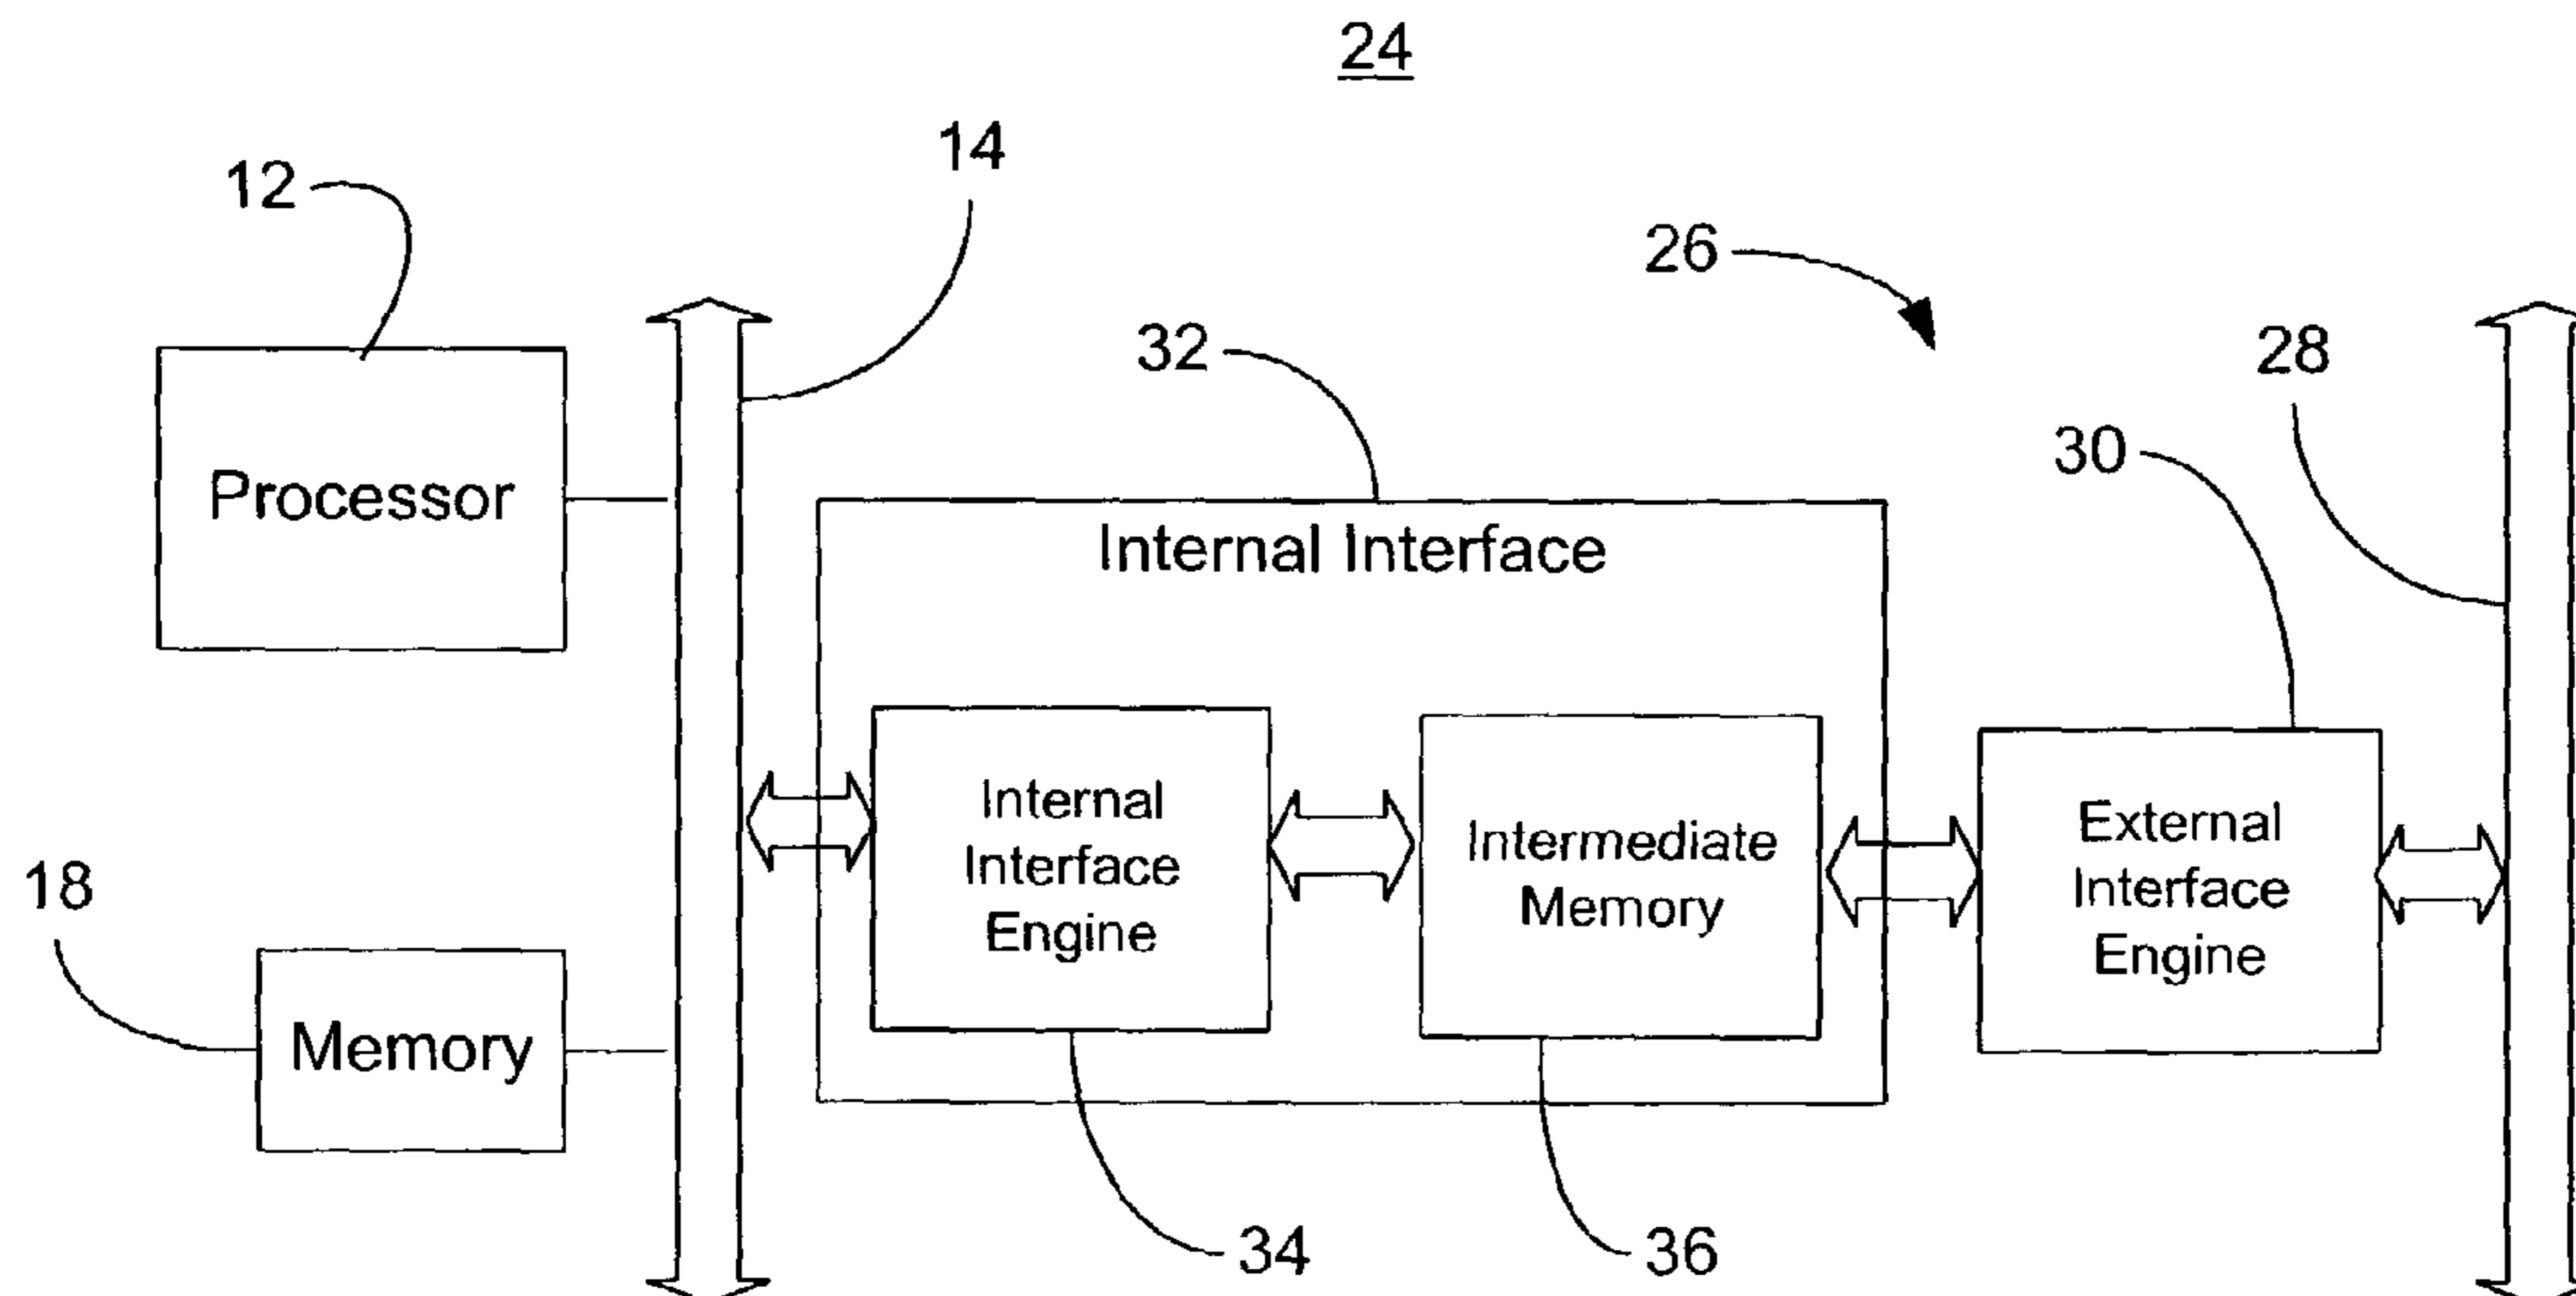 24
14
12
26
32
28
30
Processor
Internal Interface
Internal
Interface
Engine
Intermediate
Memory
External
Interface
Engine
18
Memory
34
36